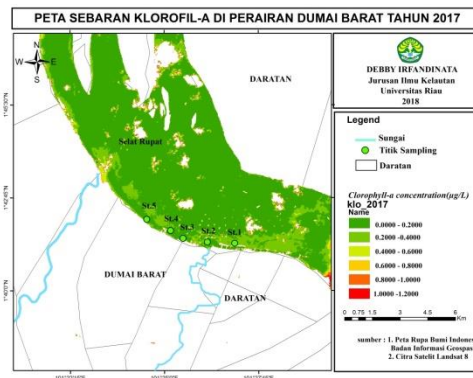 PETA SEBARAN KLOROFIL-A DI PERAIRAN DUMAI BARAT TAHUN 2017
N
W E
S
DARATAN
Selat Rupat
St.5
St.4
St.3
St.2
St.1
DUMAI BARAT
DARATAN
DEBBY IRFANDINATA
Jurusan Ilmu Kelautan
Universitas Riau
2018
Legend
Sungai
Titik Sampling
Daratan
Clorophyll-a concentration(µg/L)
klo_2017
Name
0.0000 - 0.2000
0.2000 -0.4000
0.4000 - 0.6000
0.6000 - 0.8000
0.8000 -1.0000
1.0000 -1.2000
0 0.75 1.5 3 4.5 6
Km
sumber : 1. Peta Rupa Bumi Indones
Badan Informasi Geospas
2. Citra Satelit Landsat 8